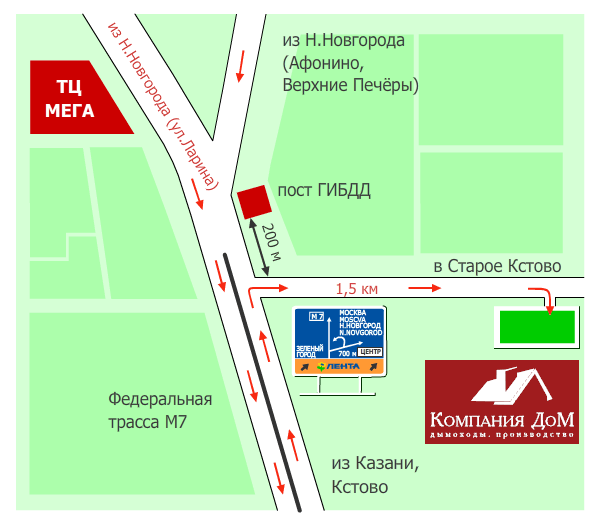 из Н.Новгорода (ул.Ларина)
из Н.Новгорода
(Афонино,
Верхние Печёры)
ТЦ
МЕГА
пост ГИБДД
200 м
в Старое Кстово
1,5 км
М7
МОСКВА
MOSCVA
Н.НОВГОРОД
N.NOVGOROD
ЗЕЛЕНЫЙ
ГОРОД
700 м
ЦЕНТР
ЛЕНТА
Федеральная
трасса М7
Компания ДоМ
дымоходы. производство
из Казани,
Кстово